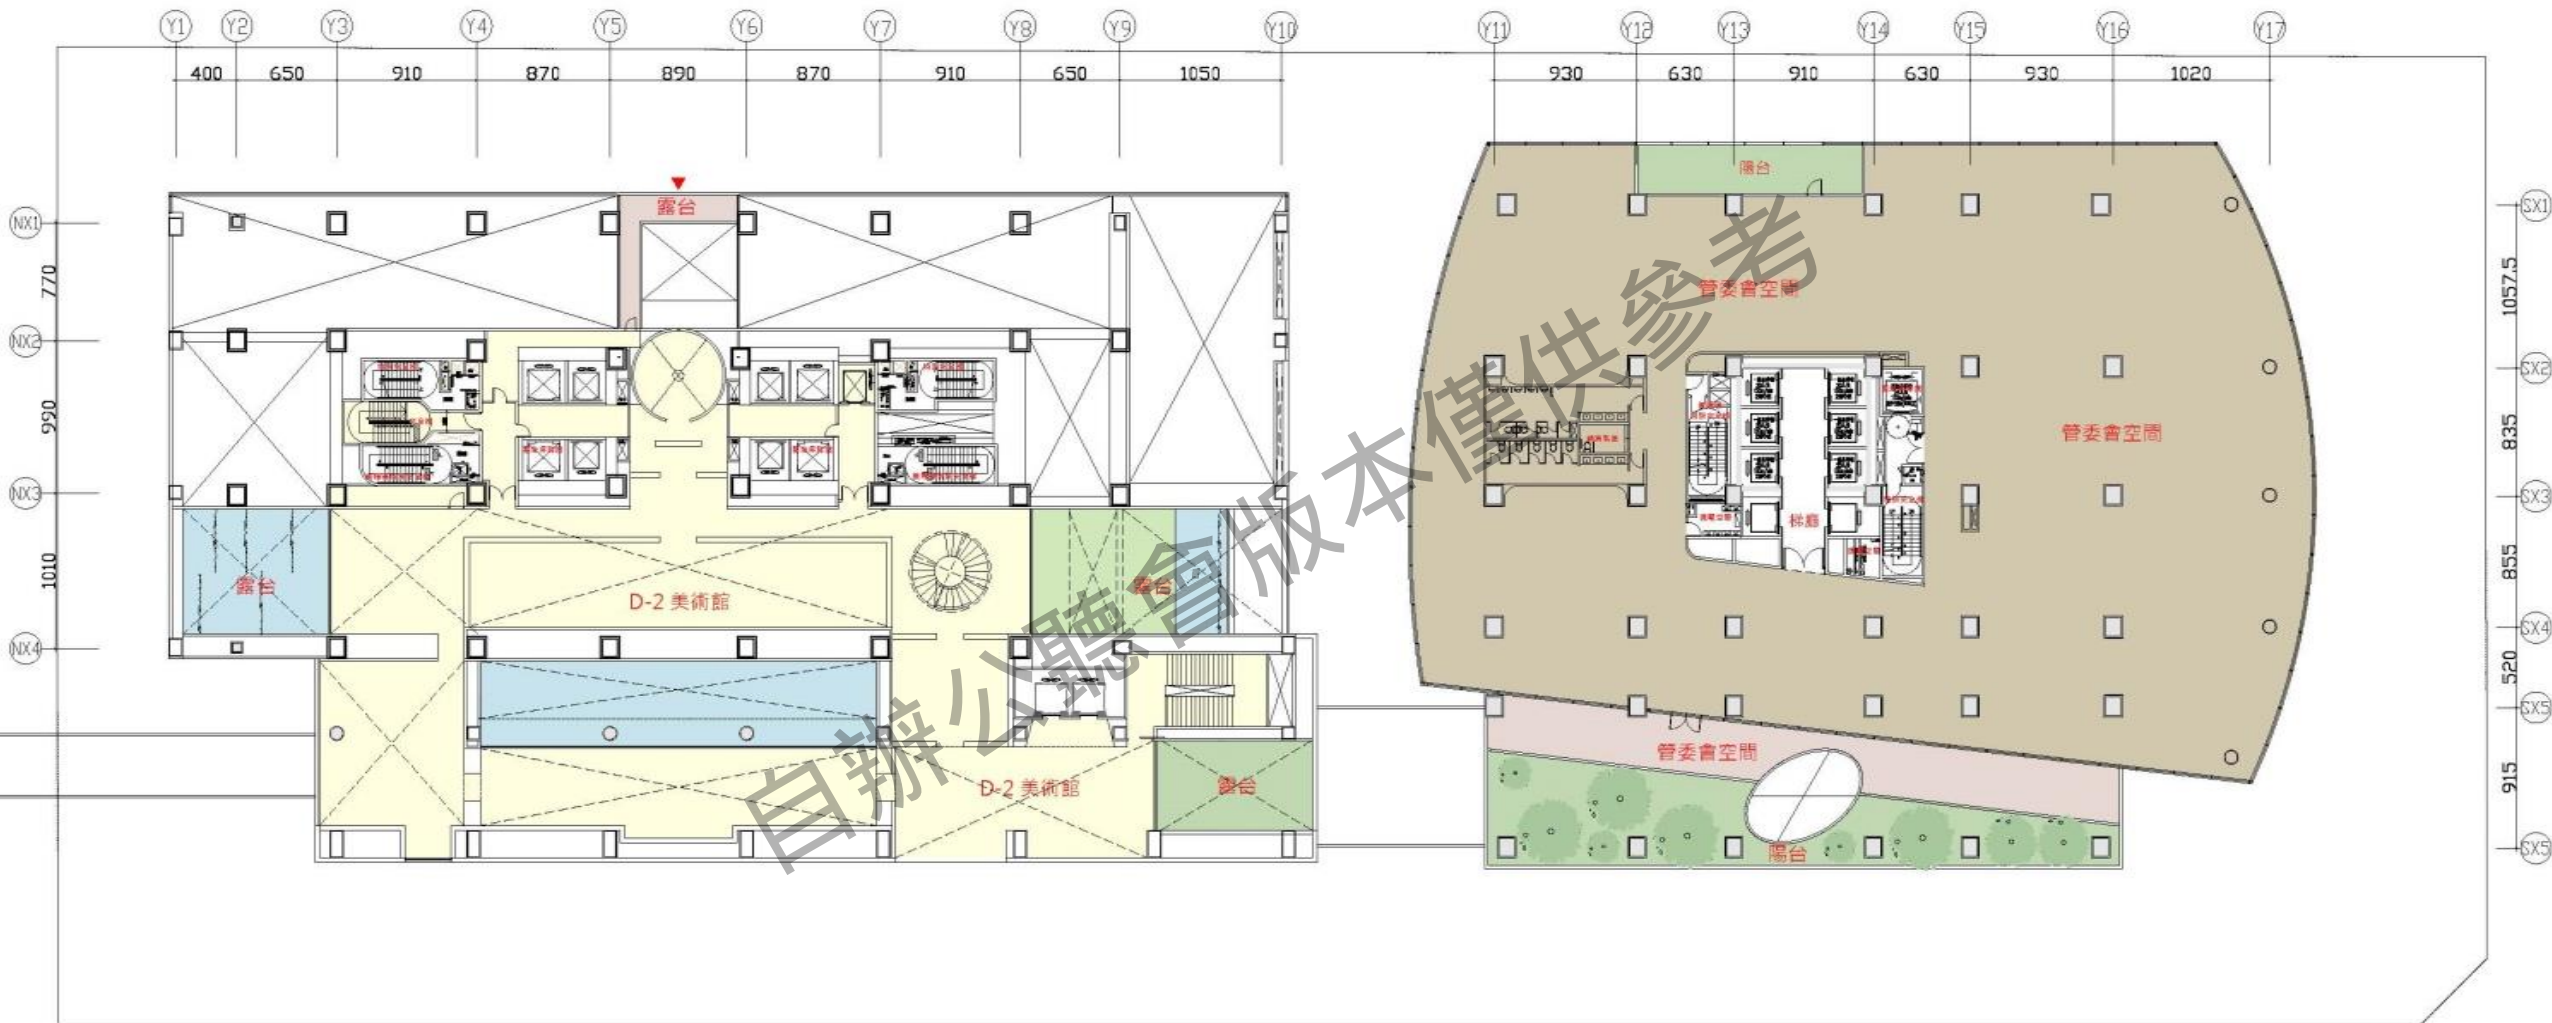 Y1 Y2 Y3 Y4 Y5 Y6 Y7 Y8 Y9 Y10 Y11 Y12 Y13 Y14 Y15 Y16 Y17
400 650 910 870 890 870 910 650 1050 930 630 910 630 930 1020
陽台
露台
NX1
SX1
770
1057.5
管委會空間
NX2
SX2
990
管委會空間
835
NX3
SX3
梯廳
1010
855
露台
露台
D-2 美術館
SX4
NX4
520
SX5
管委會空間
D-2 美術館
露台
915
陽台
SX5
自辦公聽會版本僅供參考